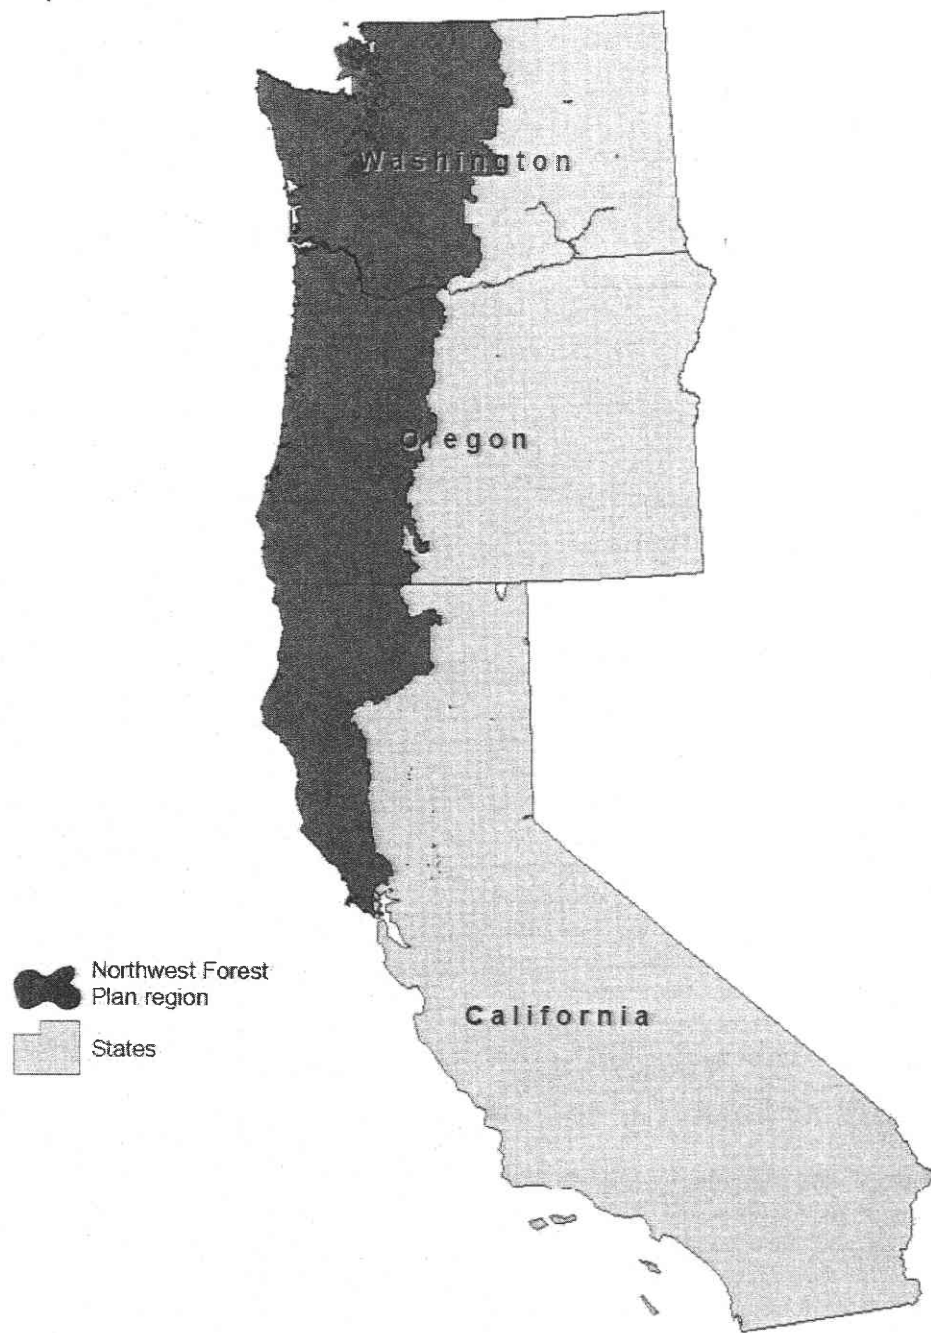 Washington
Oregon
California
Northwest Forest
Plan region
States